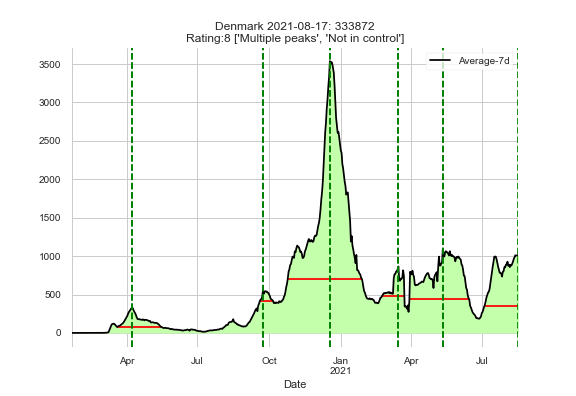 Denmark 2021-08-17: 333872
Rating:8 ['Multiple peaks', 'Not in control']
Average-7d
3500
3000
2500
2000
1500
1000
500
0
Apr
Jul
Oct
Jan
2021
Apr
Jul
Date